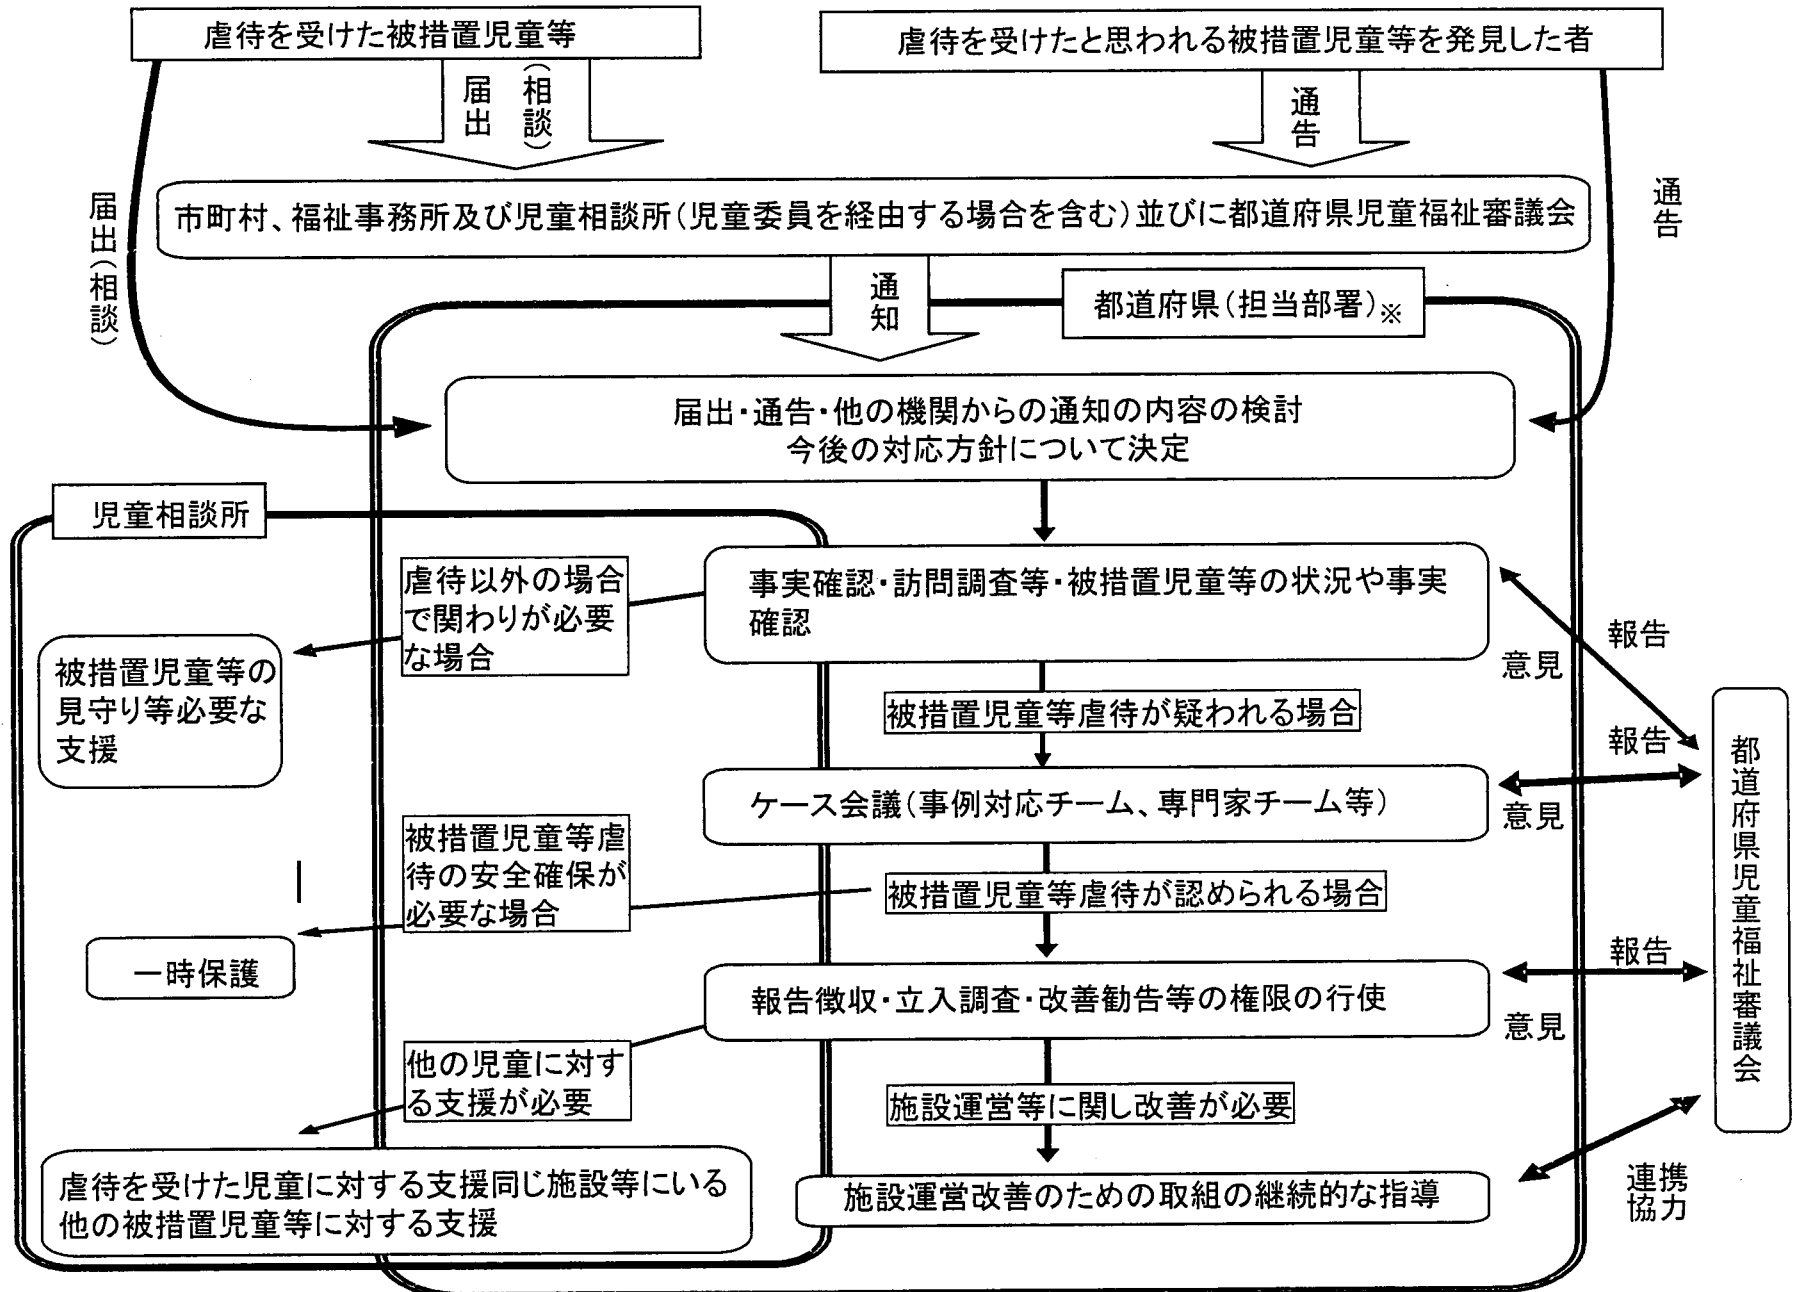 虐待を受けた被措置児童等
虐待を受けたと思われる被措置児童等を発見した者
届出
（相談）
通告
届出（相談）
通告
市町村、福祉事務所及び児童相談所（児童委員を経由する場合を含む）並びに都道府県児童福祉審議会
通知
都道府県（担当部署）※
届出・通告・他の機関からの通知の内容の検討
今後の対応方針について決定
児童相談所
虐待以外の場合
で関わりが必要
な場合
事実確認・訪問調査等・被措置児童等の状況や事実
確認
報告
意見
被措置児童等の
見守り等必要な
支援
被措置児童等虐待が疑われる場合
報告
都道府県児童福祉審議会
ケース会議（事例対応チーム、専門家チーム等）
意見
被措置児童等虐
待の安全確保が
必要な場合
被措置児童等虐待が認められる場合
一時保護
報告
報告徴収・立入調査・改善勧告等の権限の行使
意見
他の児童に対す
る支援が必要
施設運営等に関し改善が必要
虐待を受けた児童に対する支援同じ施設等にいる
他の被措置児童等に対する支援
施設運営改善のための取組の継続的な指導
連携
協力